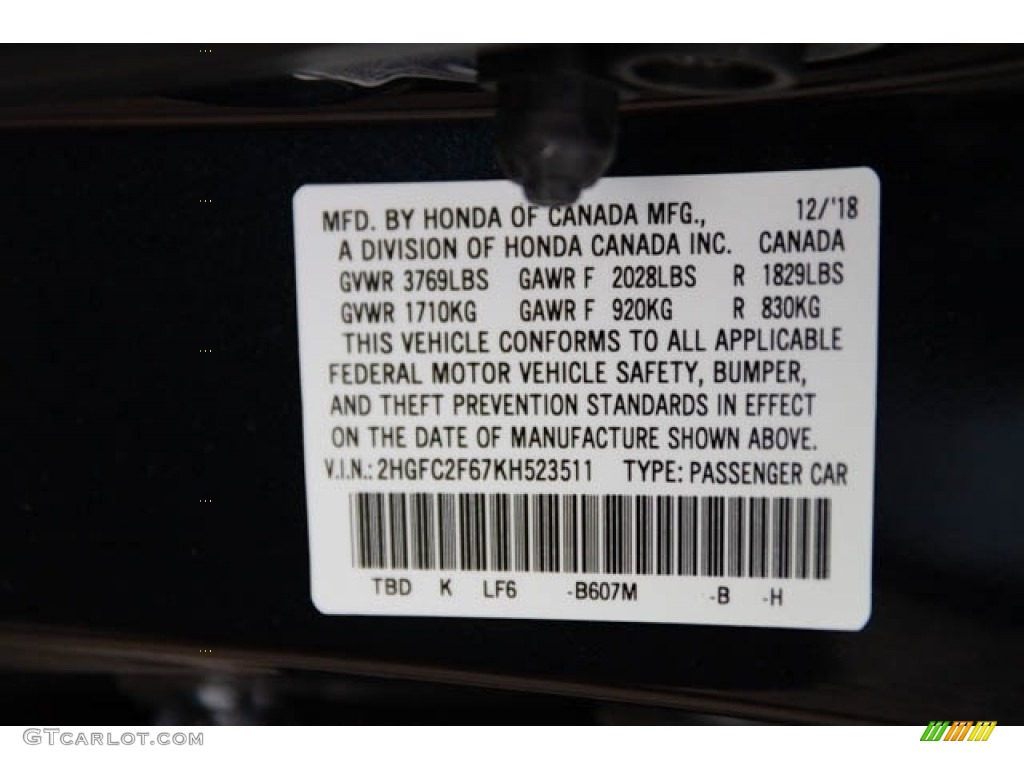 MFD. BY HONDA OF CANADA MFG., 12/'18
A DIVISION OF HONDA CANADA INC. CANADA
GVWR 3769LBS GAWR F 2028LBS R 1829LBS
GVWR 1710KG GAWR F 920KG R 830KG
THIS VEHICLE CONFORMS TO ALL APPLICABLE
FEDERAL MOTOR VEHICLE SAFETY, BUMPER,
AND THEFT PREVENTION STANDARDS IN EFFECT
ON THE DATE OF MANUFACTURE SHOWN ABOVE.
V.I.N.: 2HGFC2F67KH523511 TYPE: PASSENGER CAR
TBD K LF6 -B607M -B -H
GTCARLOT.COM